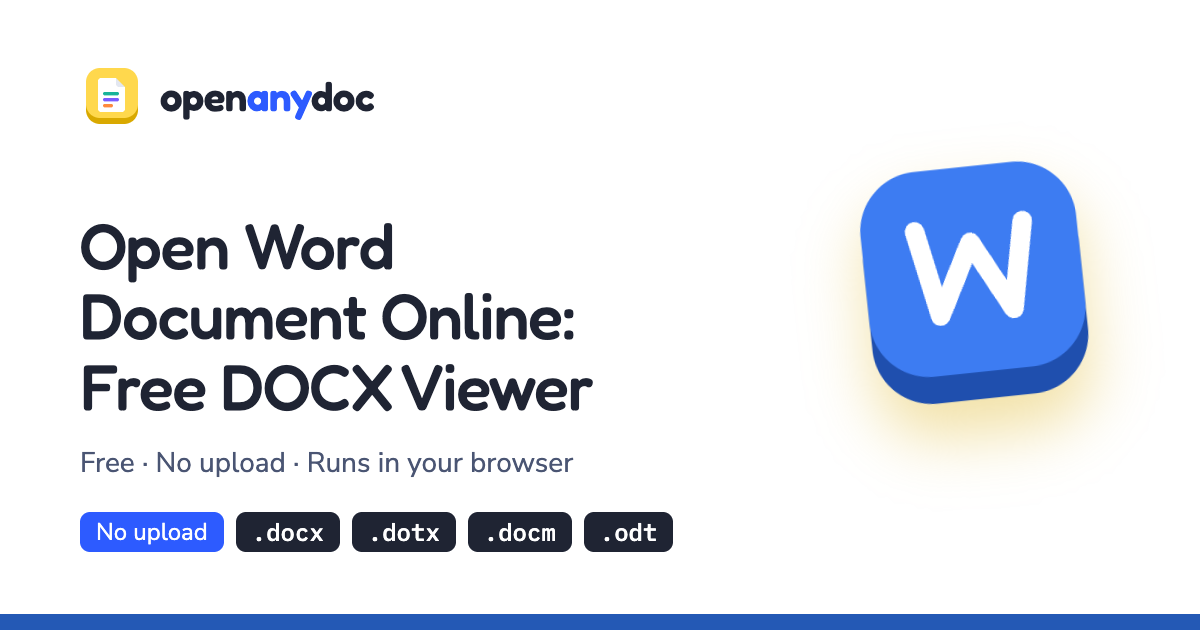 openanydoc
Open Word
Document Online:
Free DOCX Viewer
Free · No upload · Runs in your browser
No upload .docx .dotx .docm .odt
W